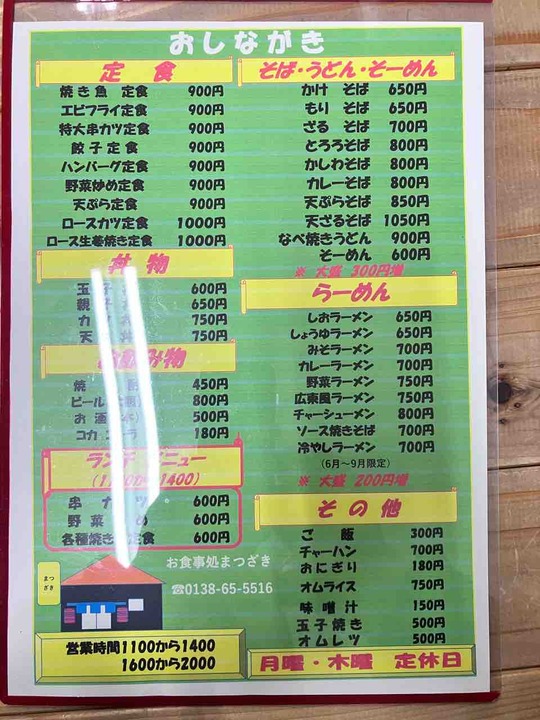 おしながき
定食
焼き魚 定食 900円
エビフライ定食 900円
特大串カツ定食 900円
餃子定食 900円
ハンバーグ定食 900円
野菜炒め定食 900円
天ぷら定食 900円
ロースカツ定食 1000円
ロース生姜焼き定食 1000円
丼物
玉子 600円
親子 650円
カ 750円
天 750円
お飲み物
焼 450円
ビール 800円
お酒 500円
コカコーラ 180円
ランチメニュー
1400)
串カツ 600円
野菜 め 600円
各種焼き 定食 600円
そば・うどん・そーめん
かけ そば 650円
もり そば 650円
ざる そば 700円
とろろそば 800円
かしわそば 800円
カレーそば 800円
天ぷらそば 850円
天ざるそば 1050円
なべ焼きうどん 900円
そーめん 600円
※ 大盛 300円増
らーめん
しおラーメン 650円
しょうゆラーメン 650円
みそラーメン 700円
カレーラーメン 700円
野菜ラーメン 750円
広東風ラーメン 750円
チャーシューメン 800円
ソース焼きそば 700円
冷やしラーメン 700円
(6月~9月限定)
※ 大盛 200円増
その他
ご飯 300円
チャーハン 700円
おにぎり 180円
オムライス 750円
味噌汁 150円
玉子焼き 500円
オムレツ 500円
お食事処まつざき
☎0138-65-5516
まつざき
営業時間1100から1400
1600から2000
月曜・木曜 定休日